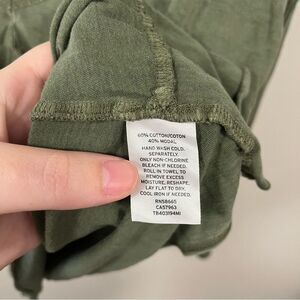 60% COTTON/COTON
40% MODAL
HAND WASH COLD.
SEPARATELY.
ONLY NON-CHLORINE
BLEACH IF NEEDED.
ROLL IN TOWEL TO
REMOVE EXCESS
MOISTURE, RESHAPE.
LAY FLAT TO DRY.
COOL IRON IF NEEDED.
RN58665
CA57963
TB403194MI